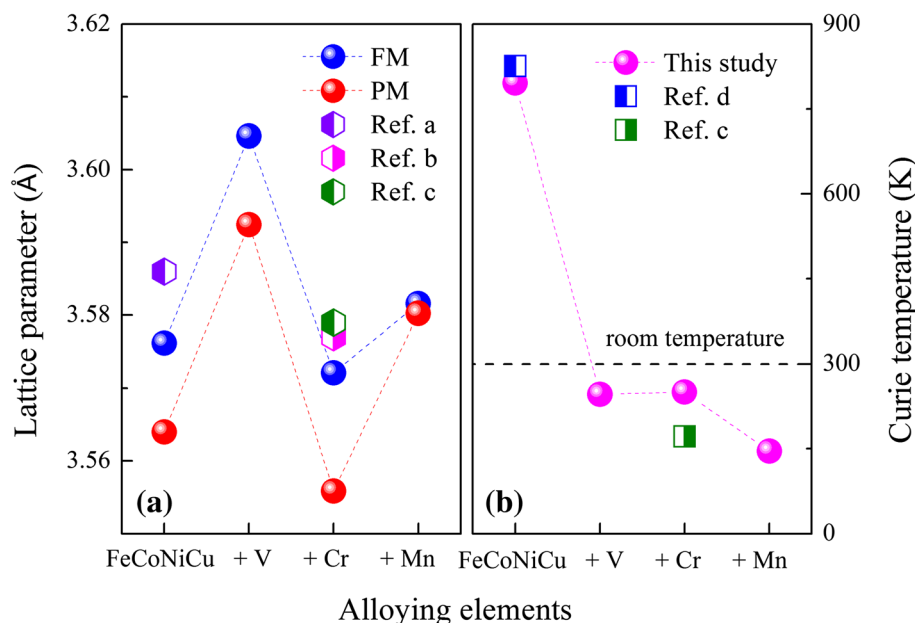 Lattice parameter (Å)
3.62
3.60
3.58
3.56
FM
PM
Ref. a
Ref. b
Ref. c
(a)
FeCoNiCu
+ V
+ Cr
+ Mn
This study
Ref. d
Ref. c
room temperature
(b)
FeCoNiCu
+ V
+ Cr
+ Mn
900
600
300
0
Curie temperature (K)
Alloying elements